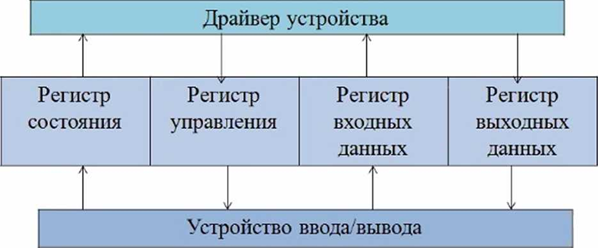 Драйвер устройства
Регистр
состояния
Регистр
управления
Регистр
входных
данных
Регистр
выходных
данных
Устройство ввода/вывода